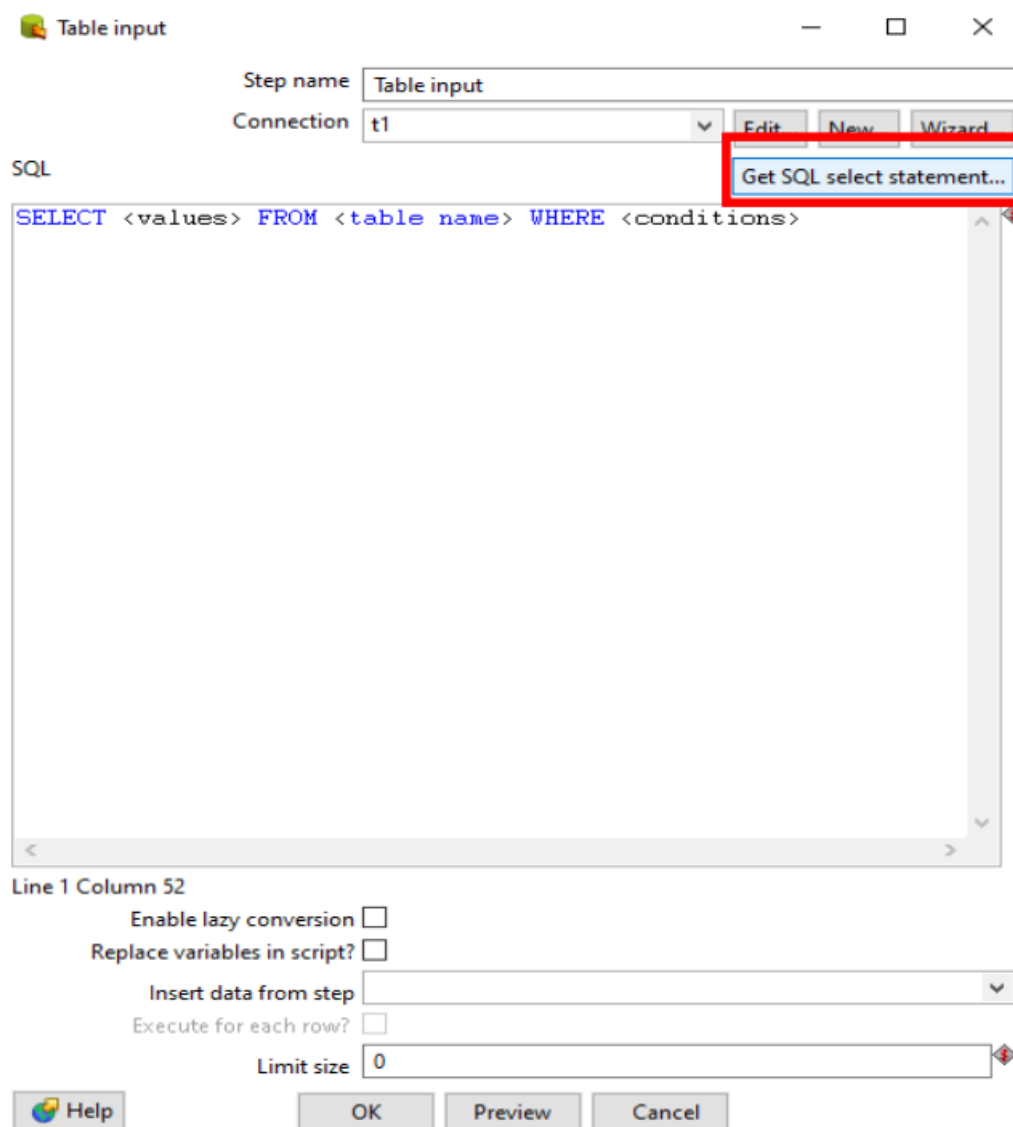 Table input
Step name Table input
Connection t1 Edit... New... Wizard...
SQL Get SQL select statement...
SELECT <values> FROM <table name> WHERE <conditions>
Line 1 Column 52
Enable lazy conversion
Replace variables in script?
Insert data from step
Execute for each row?
Limit size 0
Help OK Preview Cancel